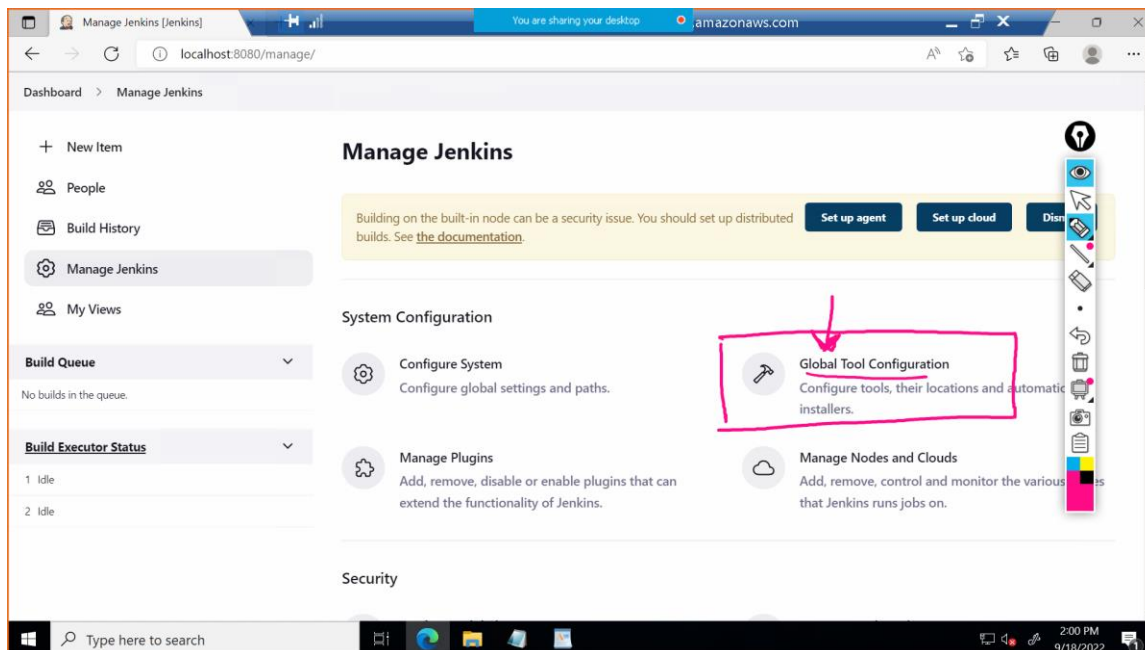 Manage Jenkins [Jenkins]
You are sharing your desktop
.amazonaws.com
localhost:8080/manage/
Dashboard > Manage Jenkins
New Item
People
Build History
Manage Jenkins
My Views
Build Queue
No builds in the queue.
Build Executor Status
1 Idle
2 Idle
Manage Jenkins
Building on the built-in node can be a security issue. You should set up distributed
builds. See the documentation.
Set up agent
Set up cloud
System Configuration
Configure System
Configure global settings and paths.
Global Tool Configuration
Configure tools, their locations and automatic
installers.
Manage Plugins
Add, remove, disable or enable plugins that can
extend the functionality of Jenkins.
Manage Nodes and Clouds
Add, remove, control and monitor the various
that Jenkins runs jobs on.
Security
Type here to search
2:00 PM
9/18/2022